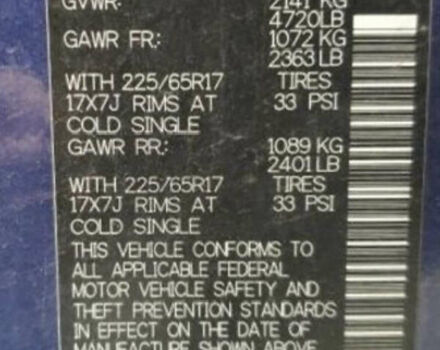 GVWR: 2141 KG
4720LB
GAWR FR: 1072 KG
2363 LB
WITH 225/65R17 TIRES
17X7J RIMS AT 33 PSI
COLD SINGLE
GAWR RR: 1089 KG
2401 LB
WITH 225/65R17 TIRES
17X7J RIMS AT 33 PSI
COLD SINGLE
THIS VEHICLE CONFORMS TO
ALL APPLICABLE FEDERAL
MOTOR VEHICLE SAFETY AND
THEFT PREVENTION STANDARDS
IN EFFECT ON THE DATE OF
MANUFACTURE SHOWN ABOVE